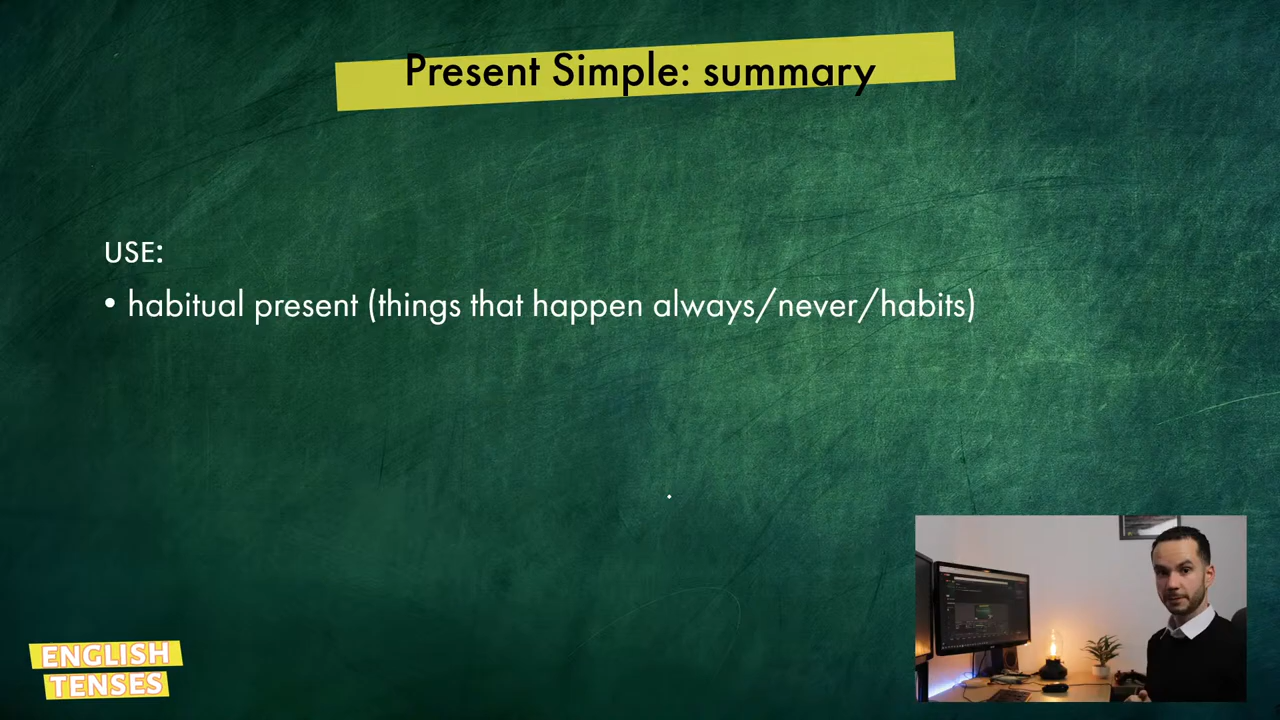 Present Simple: summary
USE:
• habitual present (things that happen always/never/habits)
ENGLISH
TENSES